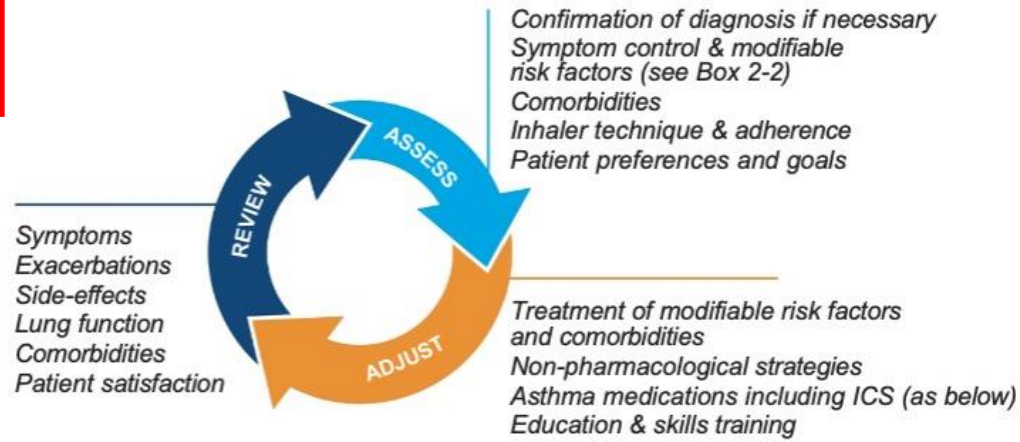 Confirmation of diagnosis if necessary
Symptom control & modifiable
risk factors (see Box 2-2)
Comorbidities
Inhaler technique & adherence
Patient preferences and goals
ASSESS
REVIEW
Symptoms
Exacerbations
Side-effects
Lung function
Comorbidities
Patient satisfaction
ADJUST
Treatment of modifiable risk factors
and comorbidities
Non-pharmacological strategies
Asthma medications including ICS (as below)
Education & skills training